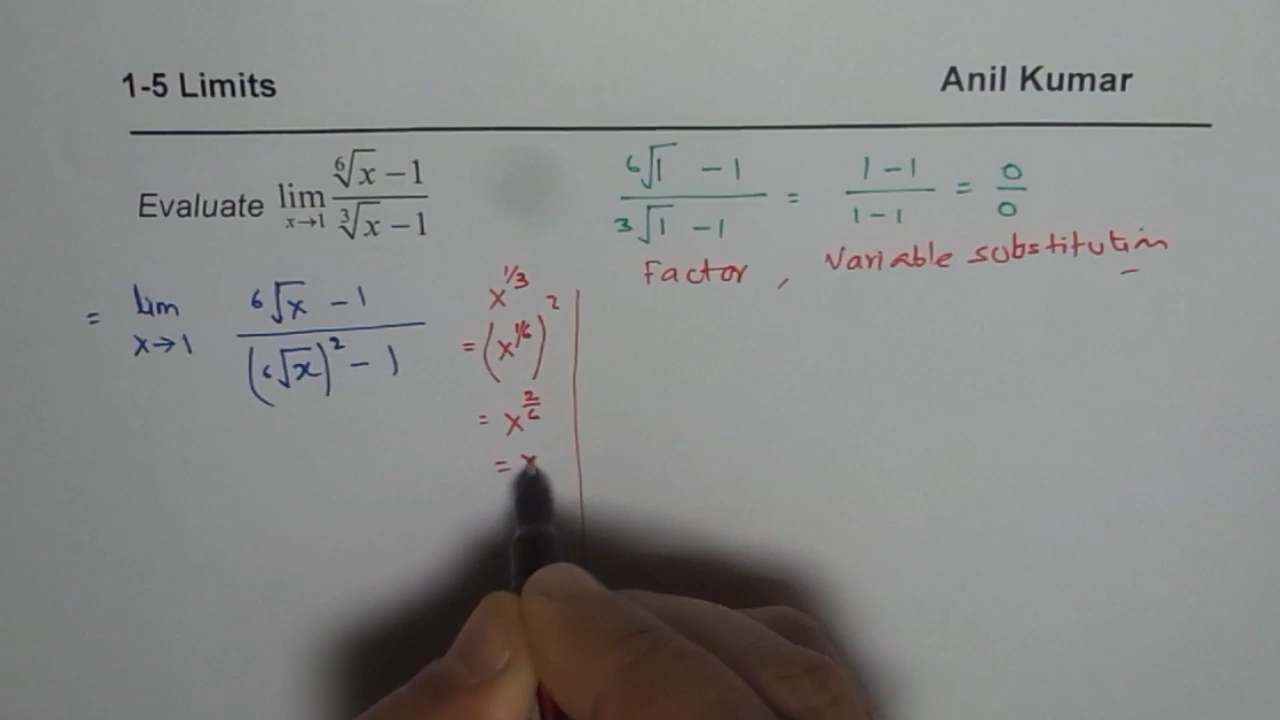 1-5 Limits Anil Kumar
Evaluate lim x→1 (⁶√x − 1)/(³√x − 1)
(6√1 − 1)/(3√1 − 1) = (1 − 1)/(1 − 1) = 0/0
Factor , Variable substitution
= lim x→1 (6√x − 1)/((6√x)² − 1)
x^1/3
= (x^1/6)²
= x^2/6
= x